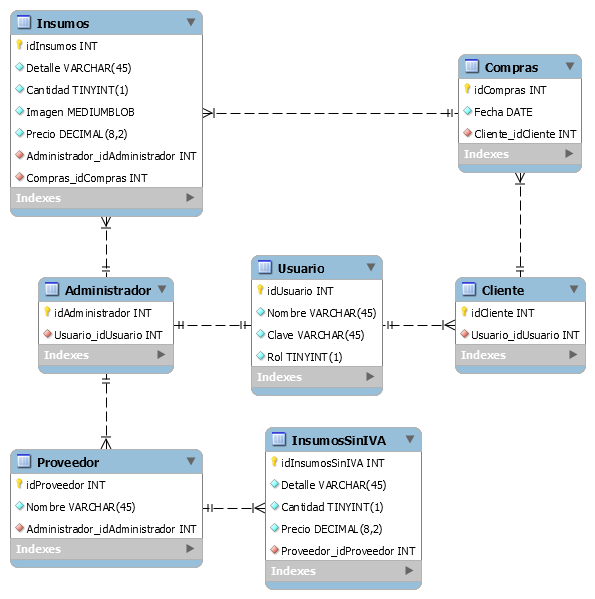 Insumos
idInsumos INT
Detalle VARCHAR(45)
Cantidad TINYINT(1)
Imagen MEDIUMBLOB
Precio DECIMAL(8,2)
Administrador_idAdministrador INT
Compras_idCompras INT
Indexes
Compras
idCompras INT
Fecha DATE
Cliente_idCliente INT
Indexes
Administrador
idAdministrador INT
Usuario_idUsuario INT
Indexes
Usuario
idUsuario INT
Nombre VARCHAR(45)
Clave VARCHAR(45)
Rol TINYINT(1)
Indexes
Cliente
idCliente INT
Usuario_idUsuario INT
Indexes
Proveedor
idProveedor INT
Nombre VARCHAR(45)
Administrador_idAdministrador INT
Indexes
InsumosSinIVA
idInsumosSinIVA INT
Detalle VARCHAR(45)
Cantidad TINYINT(1)
Precio DECIMAL(8,2)
Proveedor_idProveedor INT
Indexes